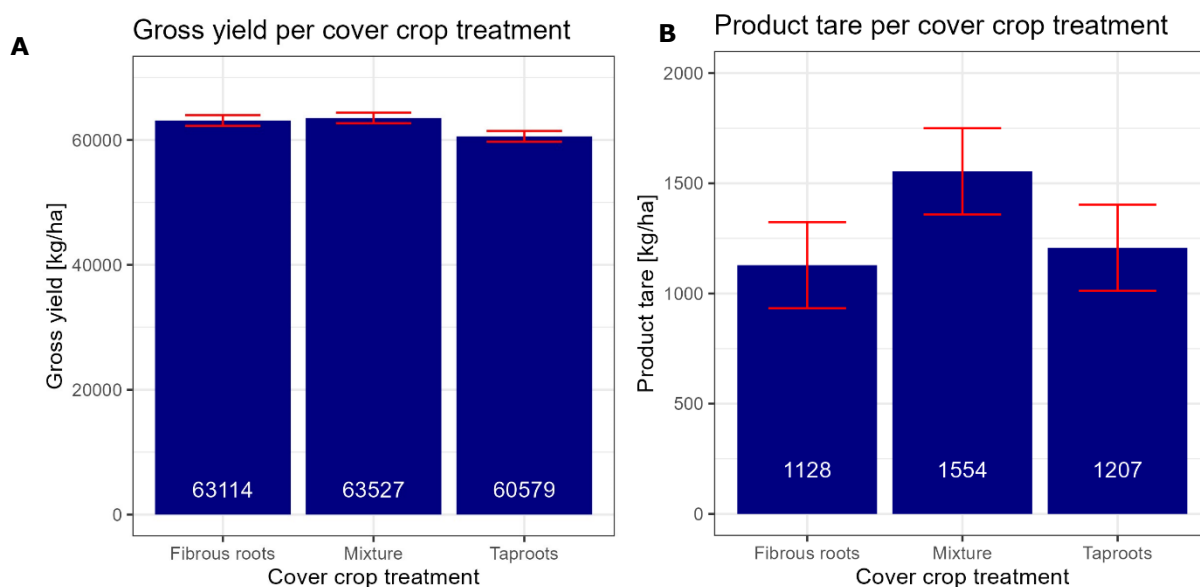 A
Gross yield per cover crop treatment
Gross yield [kg/ha]
60000
40000
20000
0
63114
63527
60579
Fibrous roots
Mixture
Taproots
Cover crop treatment
B
Product tare per cover crop treatment
Product tare [kg/ha]
2000
1500
1000
500
0
1128
1554
1207
Fibrous roots
Mixture
Taproots
Cover crop treatment